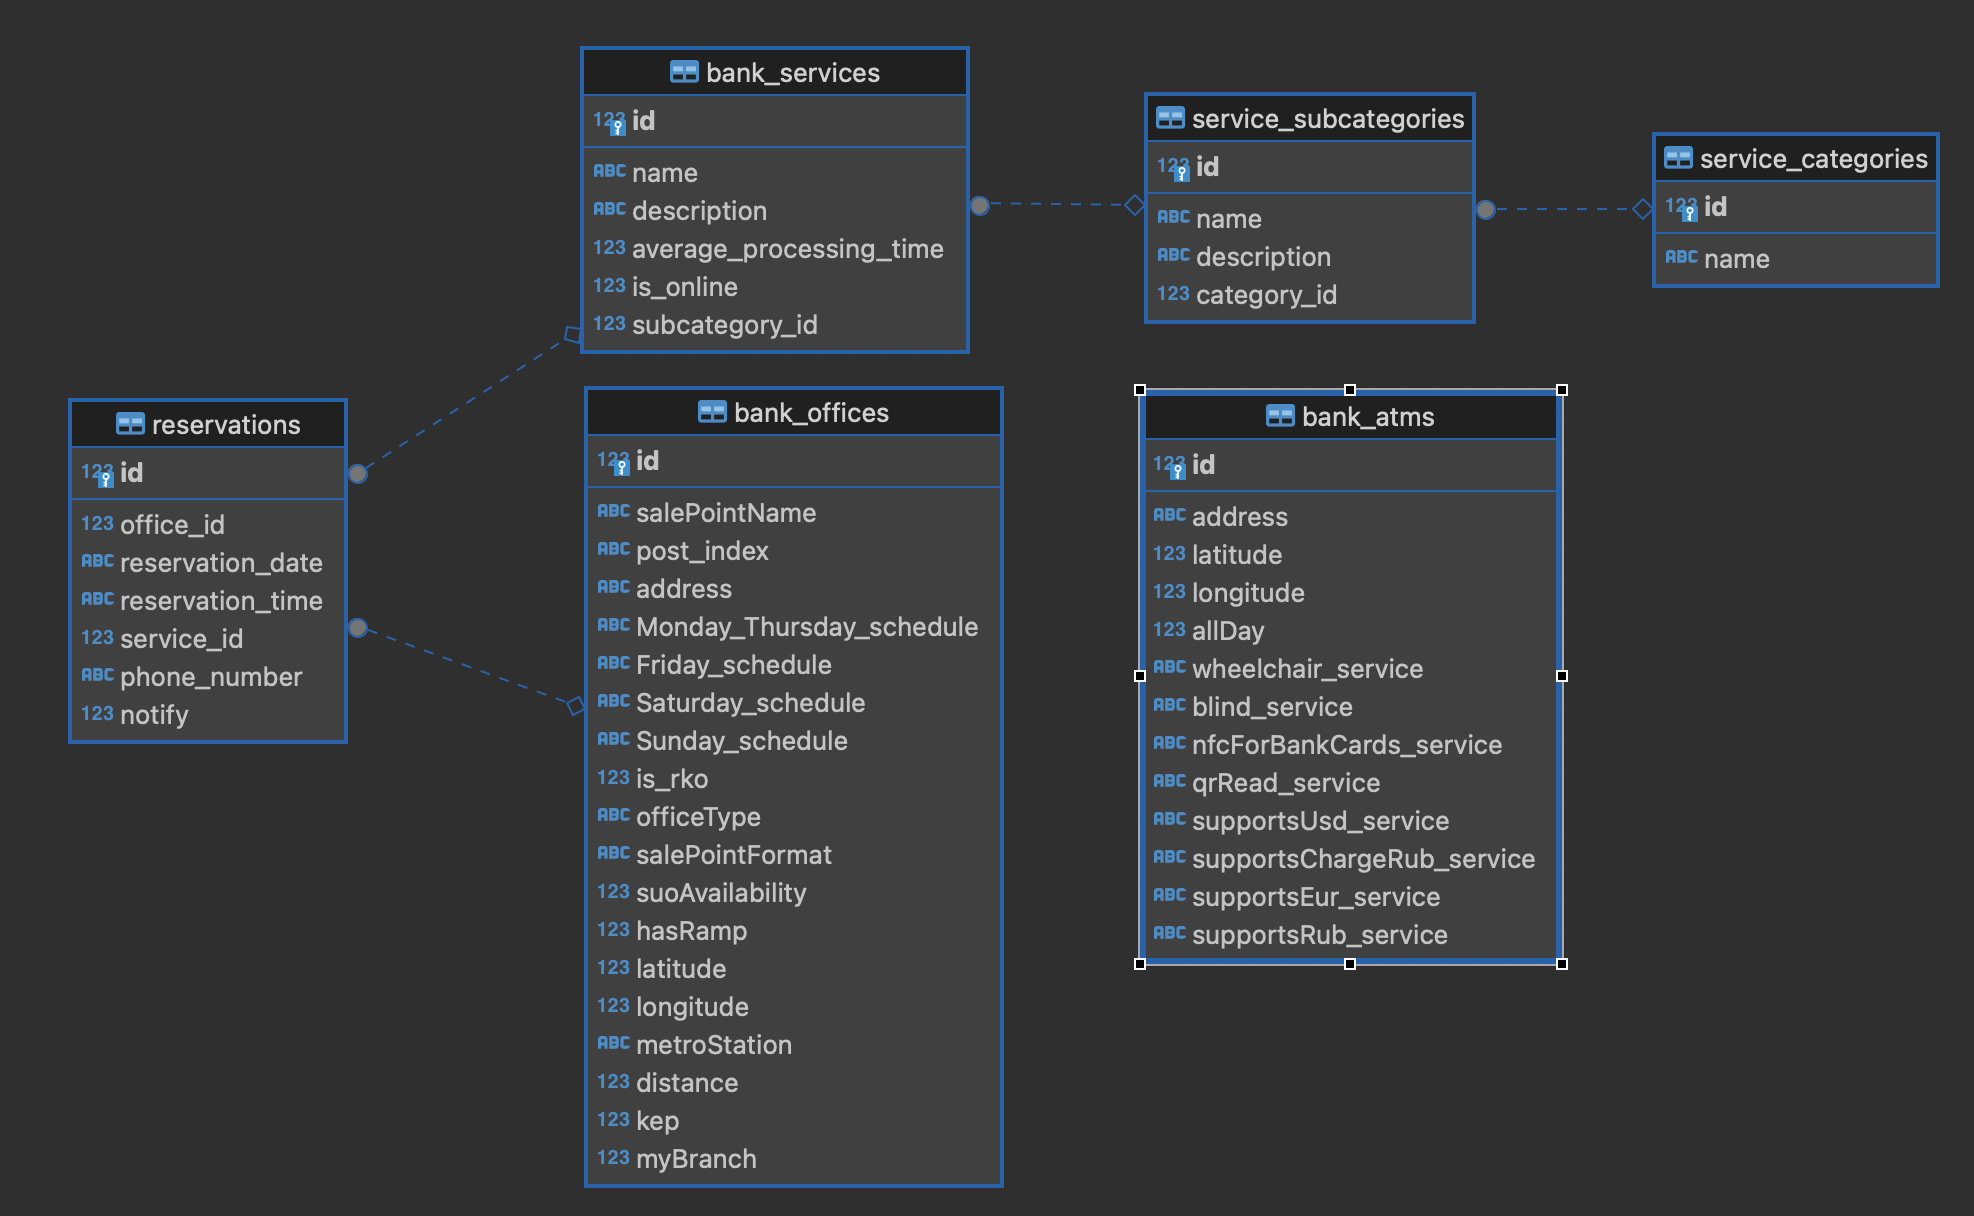 bank_services
123 id
ABC name
ABC description
123 average_processing_time
123 is_online
123 subcategory_id
service_subcategories
123 id
ABC name
ABC description
123 category_id
service_categories
123 id
ABC name
reservations
123 id
123 office_id
ABC reservation_date
ABC reservation_time
123 service_id
ABC phone_number
123 notify
bank_offices
123 id
ABC salePointName
ABC post_index
ABC address
ABC Monday_Thursday_schedule
ABC Friday_schedule
ABC Saturday_schedule
ABC Sunday_schedule
123 is_rko
ABC officeType
ABC salePointFormat
123 suoAvailability
123 hasRamp
123 latitude
123 longitude
ABC metroStation
123 distance
123 kep
123 myBranch
bank_atms
123 id
ABC address
123 latitude
123 longitude
123 allDay
ABC wheelchair_service
ABC blind_service
ABC nfcForBankCards_service
ABC qrRead_service
ABC supportsUsd_service
ABC supportsChargeRub_service
ABC supportsEur_service
ABC supportsRub_service